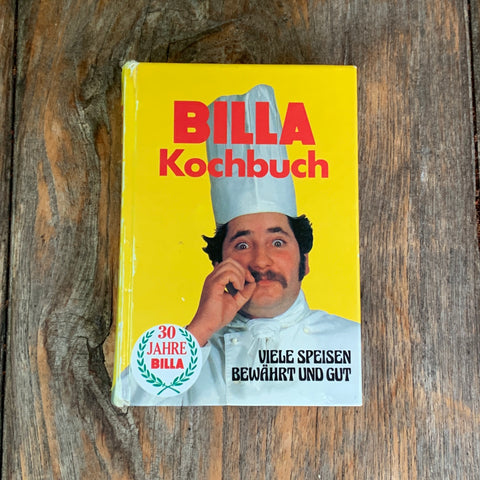 BILLA
Kochbuch
30
JAHRE
BILLA
VIELE SPEISEN
BEWÄHRT UND GUT